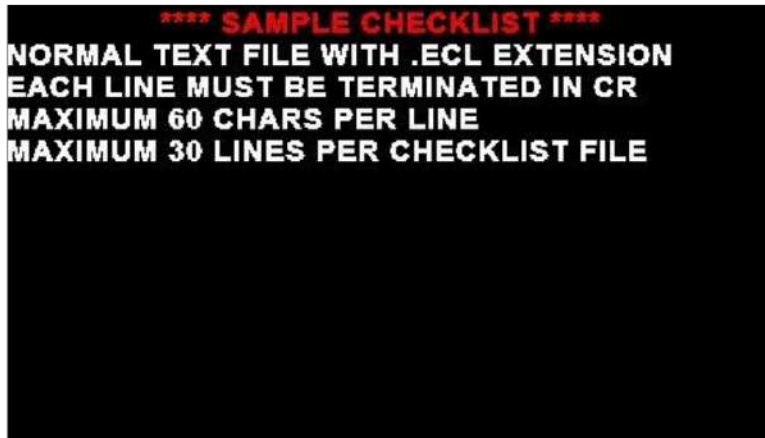 **** SAMPLE CHECKLIST ****
NORMAL TEXT FILE WITH .ECL EXTENSION
EACH LINE MUST BE TERMINATED IN CR
MAXIMUM 60 CHARS PER LINE
MAXIMUM 30 LINES PER CHECKLIST FILE